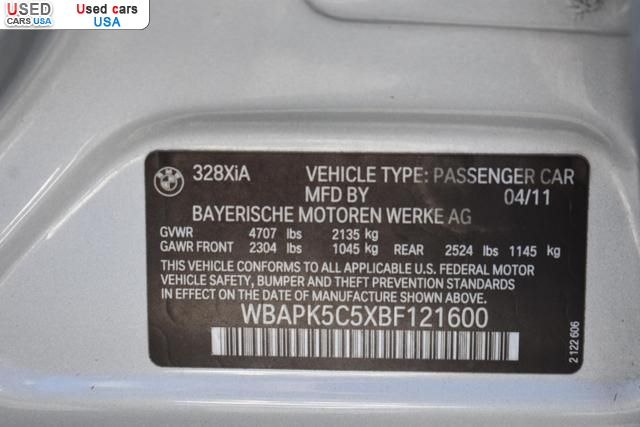 USED
CARS USA
Used cars
USA
328XiA
VEHICLE TYPE: PASSENGER CAR
MFD BY 04/11
BAYERISCHE MOTOREN WERKE AG
GVWR 4707 lbs 2135 kg
GAWR FRONT 2304 lbs 1045 kg REAR 2524 lbs 1145 kg
THIS VEHICLE CONFORMS TO ALL APPLICABLE U.S. FEDERAL MOTOR
VEHICLE SAFETY, BUMPER, AND THEFT PREVENTION STANDARDS
IN EFFECT ON THE DATE OF MANUFACTURE SHOWN ABOVE.
WBAPK5C5XBF121600
2 122 606